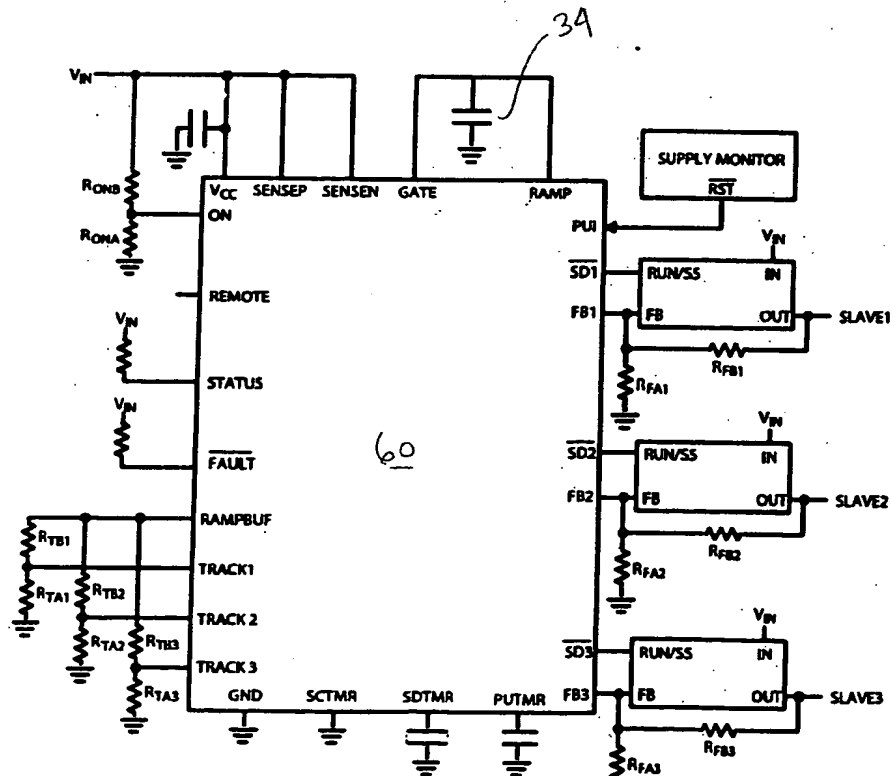 34
VIN
SUPPLY MONITOR
RST
RONB
VCC
SENSEP
SENSEN
GATE
RAMP
ON
RONA
PUI
VIN
SD1
RUN/SS
IN
REMOTE
FB1
FB
OUT
SLAVE1
VIN
RFB1
RFA1
STATUS
VIN
VIN
FAULT
60
SD2
RUN/SS
IN
FB2
FB
OUT
SLAVE2
RAMPBUF
RTB1
RFB2
TRACK1
RFA2
RTA1
RTB2
TRACK 2
VIN
RTA2
RTB3
SD3
RUN/SS
IN
TRACK 3
FB3
FB
OUT
SLAVE3
RTA3
GND
SCTMR
SDTMR
PUTMR
RFB3
RFA3